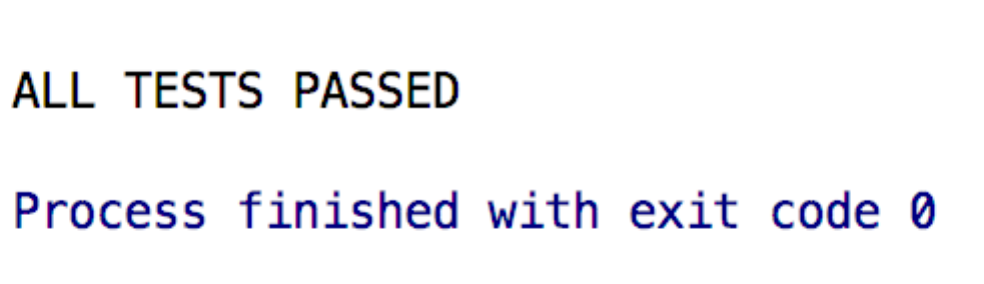 ALL TESTS PASSED
Process finished with exit code 0